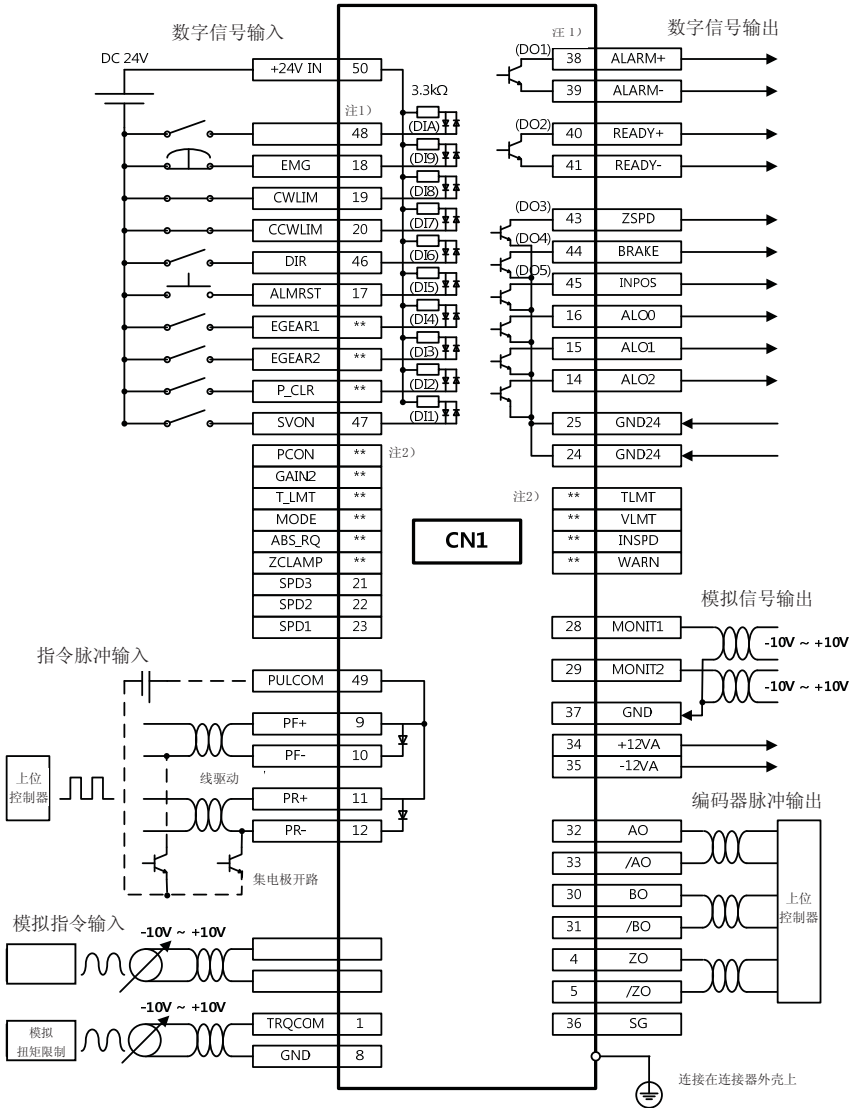 数字信号输入
注 1）
数字信号输出
DC 24V
+24V IN 50
3.3kΩ
注1）
48 (DIA)
EMG 18 (DI9)
CWLIM 19 (DI8)
CCWLIM 20 (DI7)
DIR 46 (DI6)
ALMRST 17 (DI5)
EGEAR1 ** (DI4)
EGEAR2 ** (DI3)
P_CLR ** (DI2)
SVON 47 (DI1)
PCON ** 注2）
GAIN2 **
T_LMT **
MODE **
ABS_RQ **
ZCLAMP **
SPD3 21
SPD2 22
SPD1 23
CN1
(DO1) 38 ALARM+
39 ALARM-
(DO2) 40 READY+
41 READY-
(DO3) 43 ZSPD
(DO4) 44 BRAKE
(DO5) 45 INPOS
16 ALO0
15 ALO1
14 ALO2
25 GND24
24 GND24
注2） ** TLMT
** VLMT
** INSPD
** WARN
指令脉冲输入
PULCOM 49
PF+ 9
PF- 10
线驱动
PR+ 11
PR- 12
上位
控制器
集电极开路
模拟信号输出
28 MONIT1
-10V ~ +10V
29 MONIT2
-10V ~ +10V
37 GND
34 +12VA
35 -12VA
编码器脉冲输出
32 AO
33 /AO
30 BO
31 /BO
4 ZO
5 /ZO
36 SG
上位
控制器
模拟指令输入
-10V ~ +10V
-10V ~ +10V
模拟
扭矩限制
TRQCOM 1
GND 8
连接在连接器外壳上